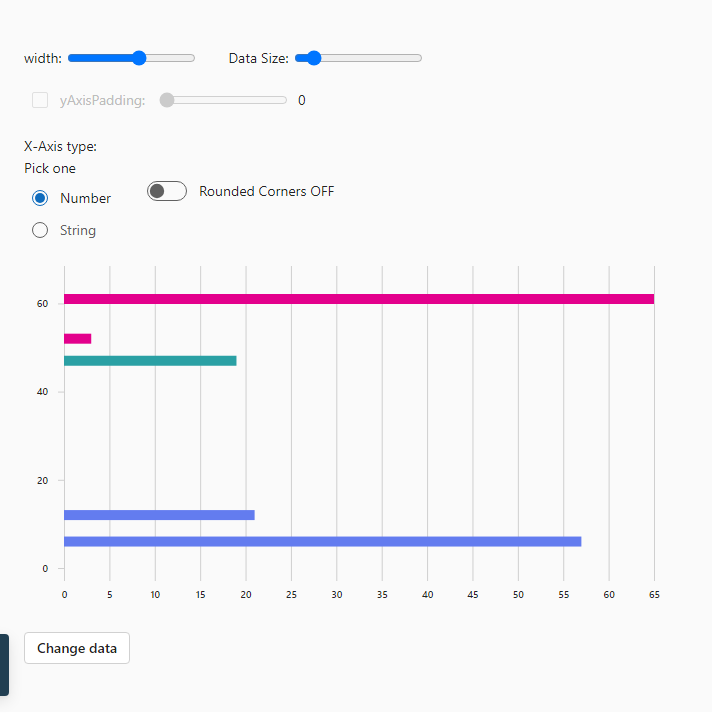 width: Data Size:
yAxisPadding: 0
X-Axis type:
Pick one
Number Rounded Corners OFF
String
60
40
20
0
0 5 10 15 20 25 30 35 40 45 50 55 60 65
Change data